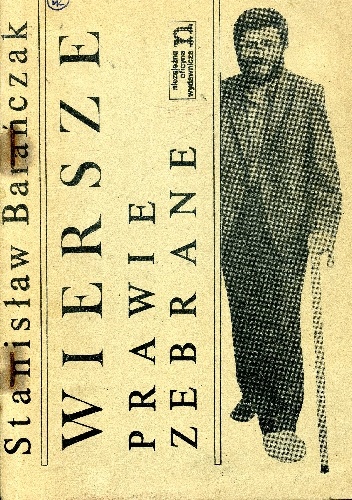 Stanisław Barańczak
WIERSZE
PRAWIE
ZEBRANE
niezależna
oficyna
wydawnicza
n